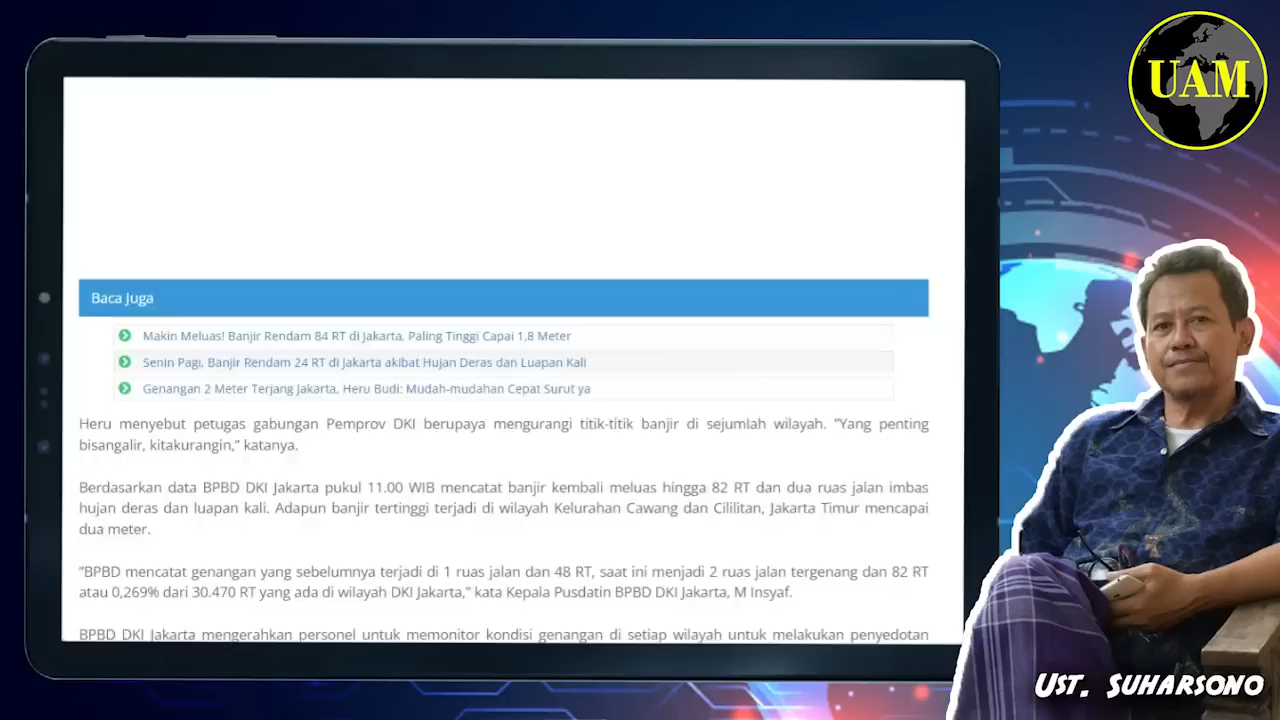 UAM
Baca Juga
Makin Meluas! Banjir Rendam 84 RT di Jakarta, Paling Tinggi Capai 1,8 Meter
Senin Pagi, Banjir Rendam 24 RT di Jakarta akibat Hujan Deras dan Luapan Kali
Genangan 2 Meter Terjang Jakarta, Heru Budi: Mudah-mudahan Cepat Surut ya
Heru menyebut petugas gabungan Pemprov DKI berupaya mengurangi titik-titik banjir di sejumlah wilayah. "Yang penting
bisangalir, kitakurangin," katanya.
Berdasarkan data BPBD DKI Jakarta pukul 11.00 WIB mencatat banjir kembali meluas hingga 82 RT dan dua ruas jalan imbas
hujan deras dan luapan kali. Adapun banjir tertinggi terjadi di wilayah Kelurahan Cawang dan Cililitan, Jakarta Timur mencapai
dua meter.
"BPBD mencatat genangan yang sebelumnya terjadi di 1 ruas jalan dan 48 RT, saat ini menjadi 2 ruas jalan tergenang dan 82 RT
atau 0,269% dari 30.470 RT yang ada di wilayah DKI Jakarta," kata Kepala Pusdatin BPBD DKI Jakarta, M Insyaf.
BPBD DKI Jakarta mengerahkan personel untuk memonitor kondisi genangan di setiap wilayah untuk melakukan penyedotan
UST. SUHARSONO